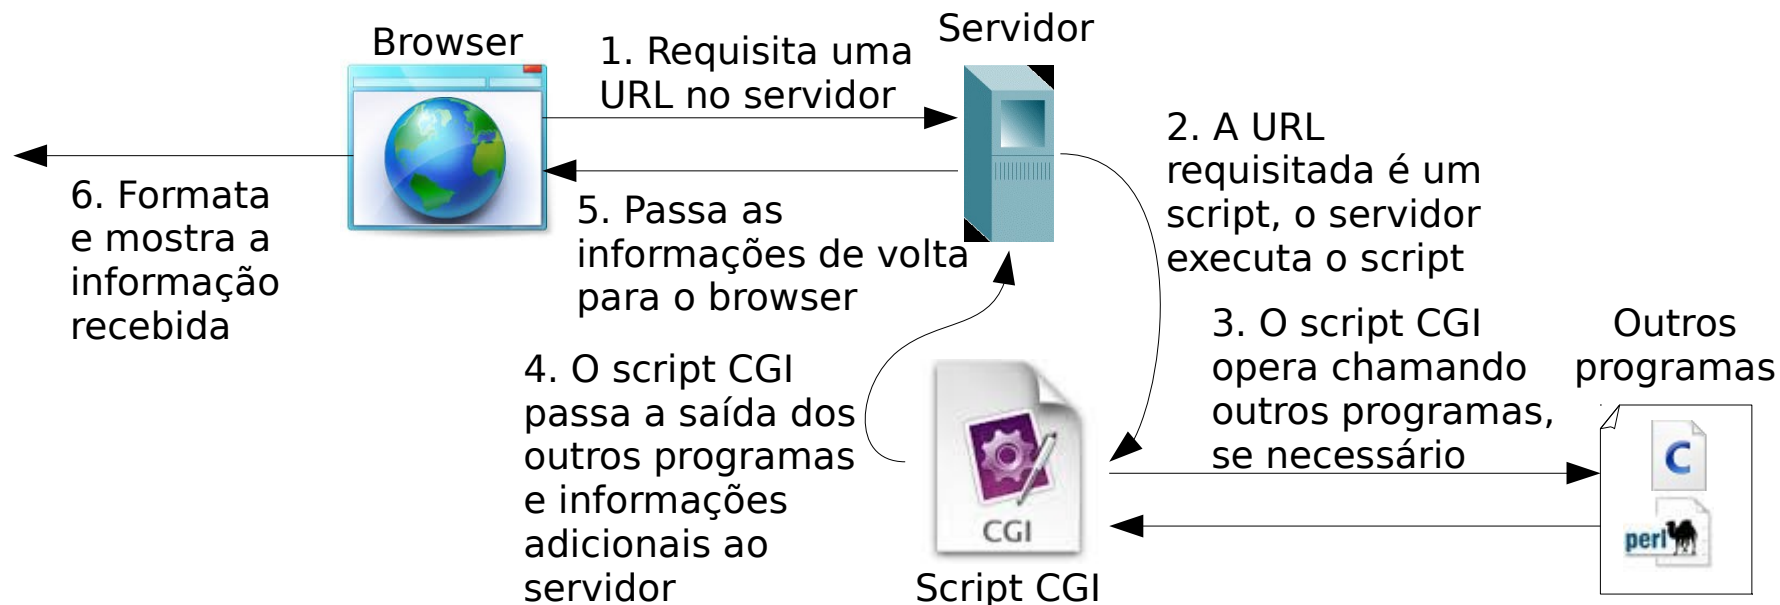 Browser
1. Requisita uma
URL no servidor
Servidor
2. A URL
requisitada é um
script, o servidor
executa o script
6. Formata
e mostra a
informação
recebida
5. Passa as
informações de volta
para o browser
3. O script CGI
opera chamando
outros programas,
se necessário
Outros
programas
4. O script CGI
passa a saída dos
outros programas
e informações
adicionais ao
servidor
CGI
Script CGI
C
perl